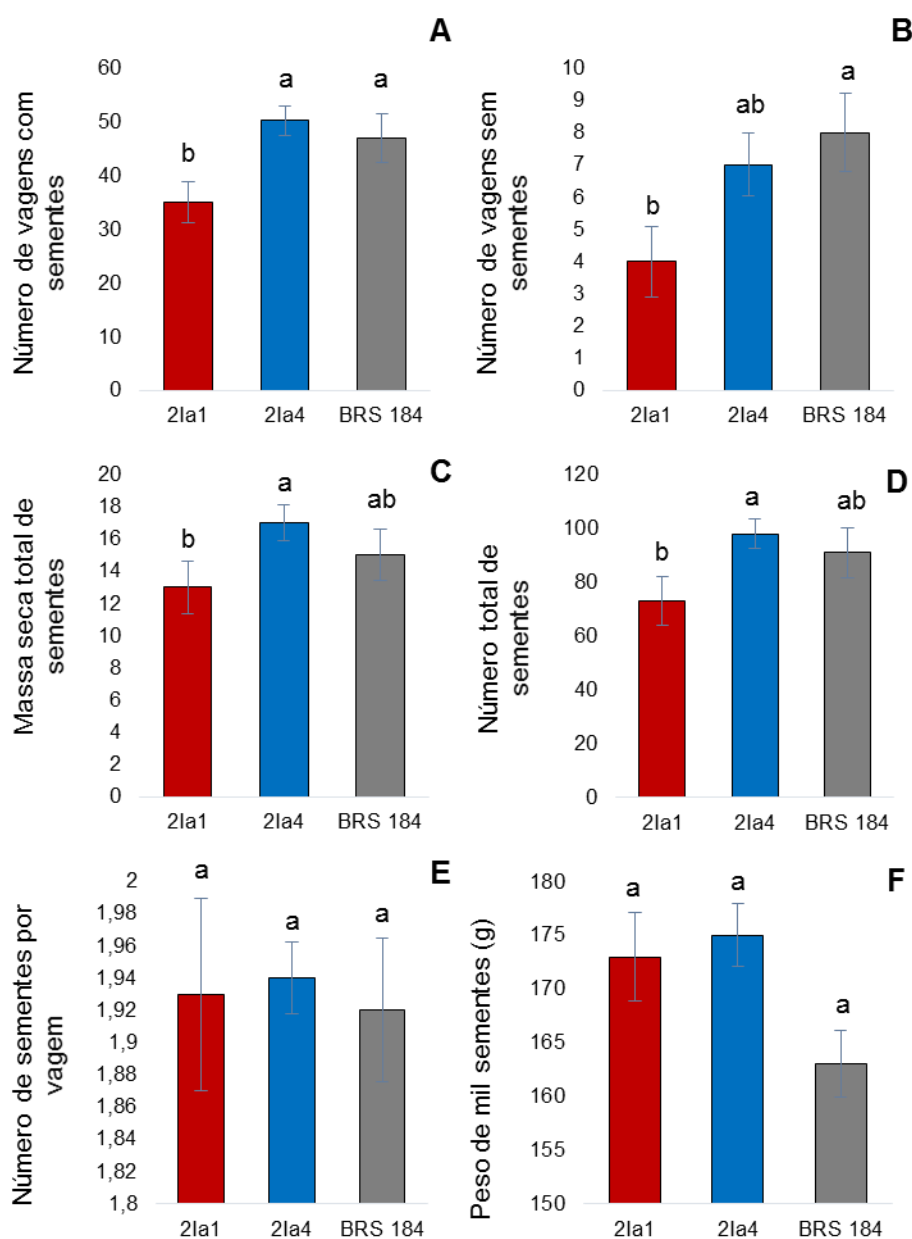 A
Número de vagens com
sementes
60
50
40
30
20
10
0
b
a
a
2Ia1
2Ia4
BRS 184
B
Número de vagens sem
sementes
10
9
8
7
6
5
4
3
2
1
0
b
ab
a
2Ia1
2Ia4
BRS 184
C
Massa seca total de
sementes
20
18
16
14
12
10
8
6
4
2
0
b
a
ab
2Ia1
2Ia4
BRS 184
D
Número total de
sementes
120
100
80
60
40
20
0
b
a
ab
2Ia1
2Ia4
BRS 184
E
Número de sementes por
vagem
2
1,98
1,96
1,94
1,92
1,9
1,88
1,86
1,84
1,82
1,8
a
a
a
2Ia1
2Ia4
BRS 184
F
Peso de mil sementes (g)
180
175
170
165
160
155
150
a
a
a
2Ia1
2Ia4
BRS 184